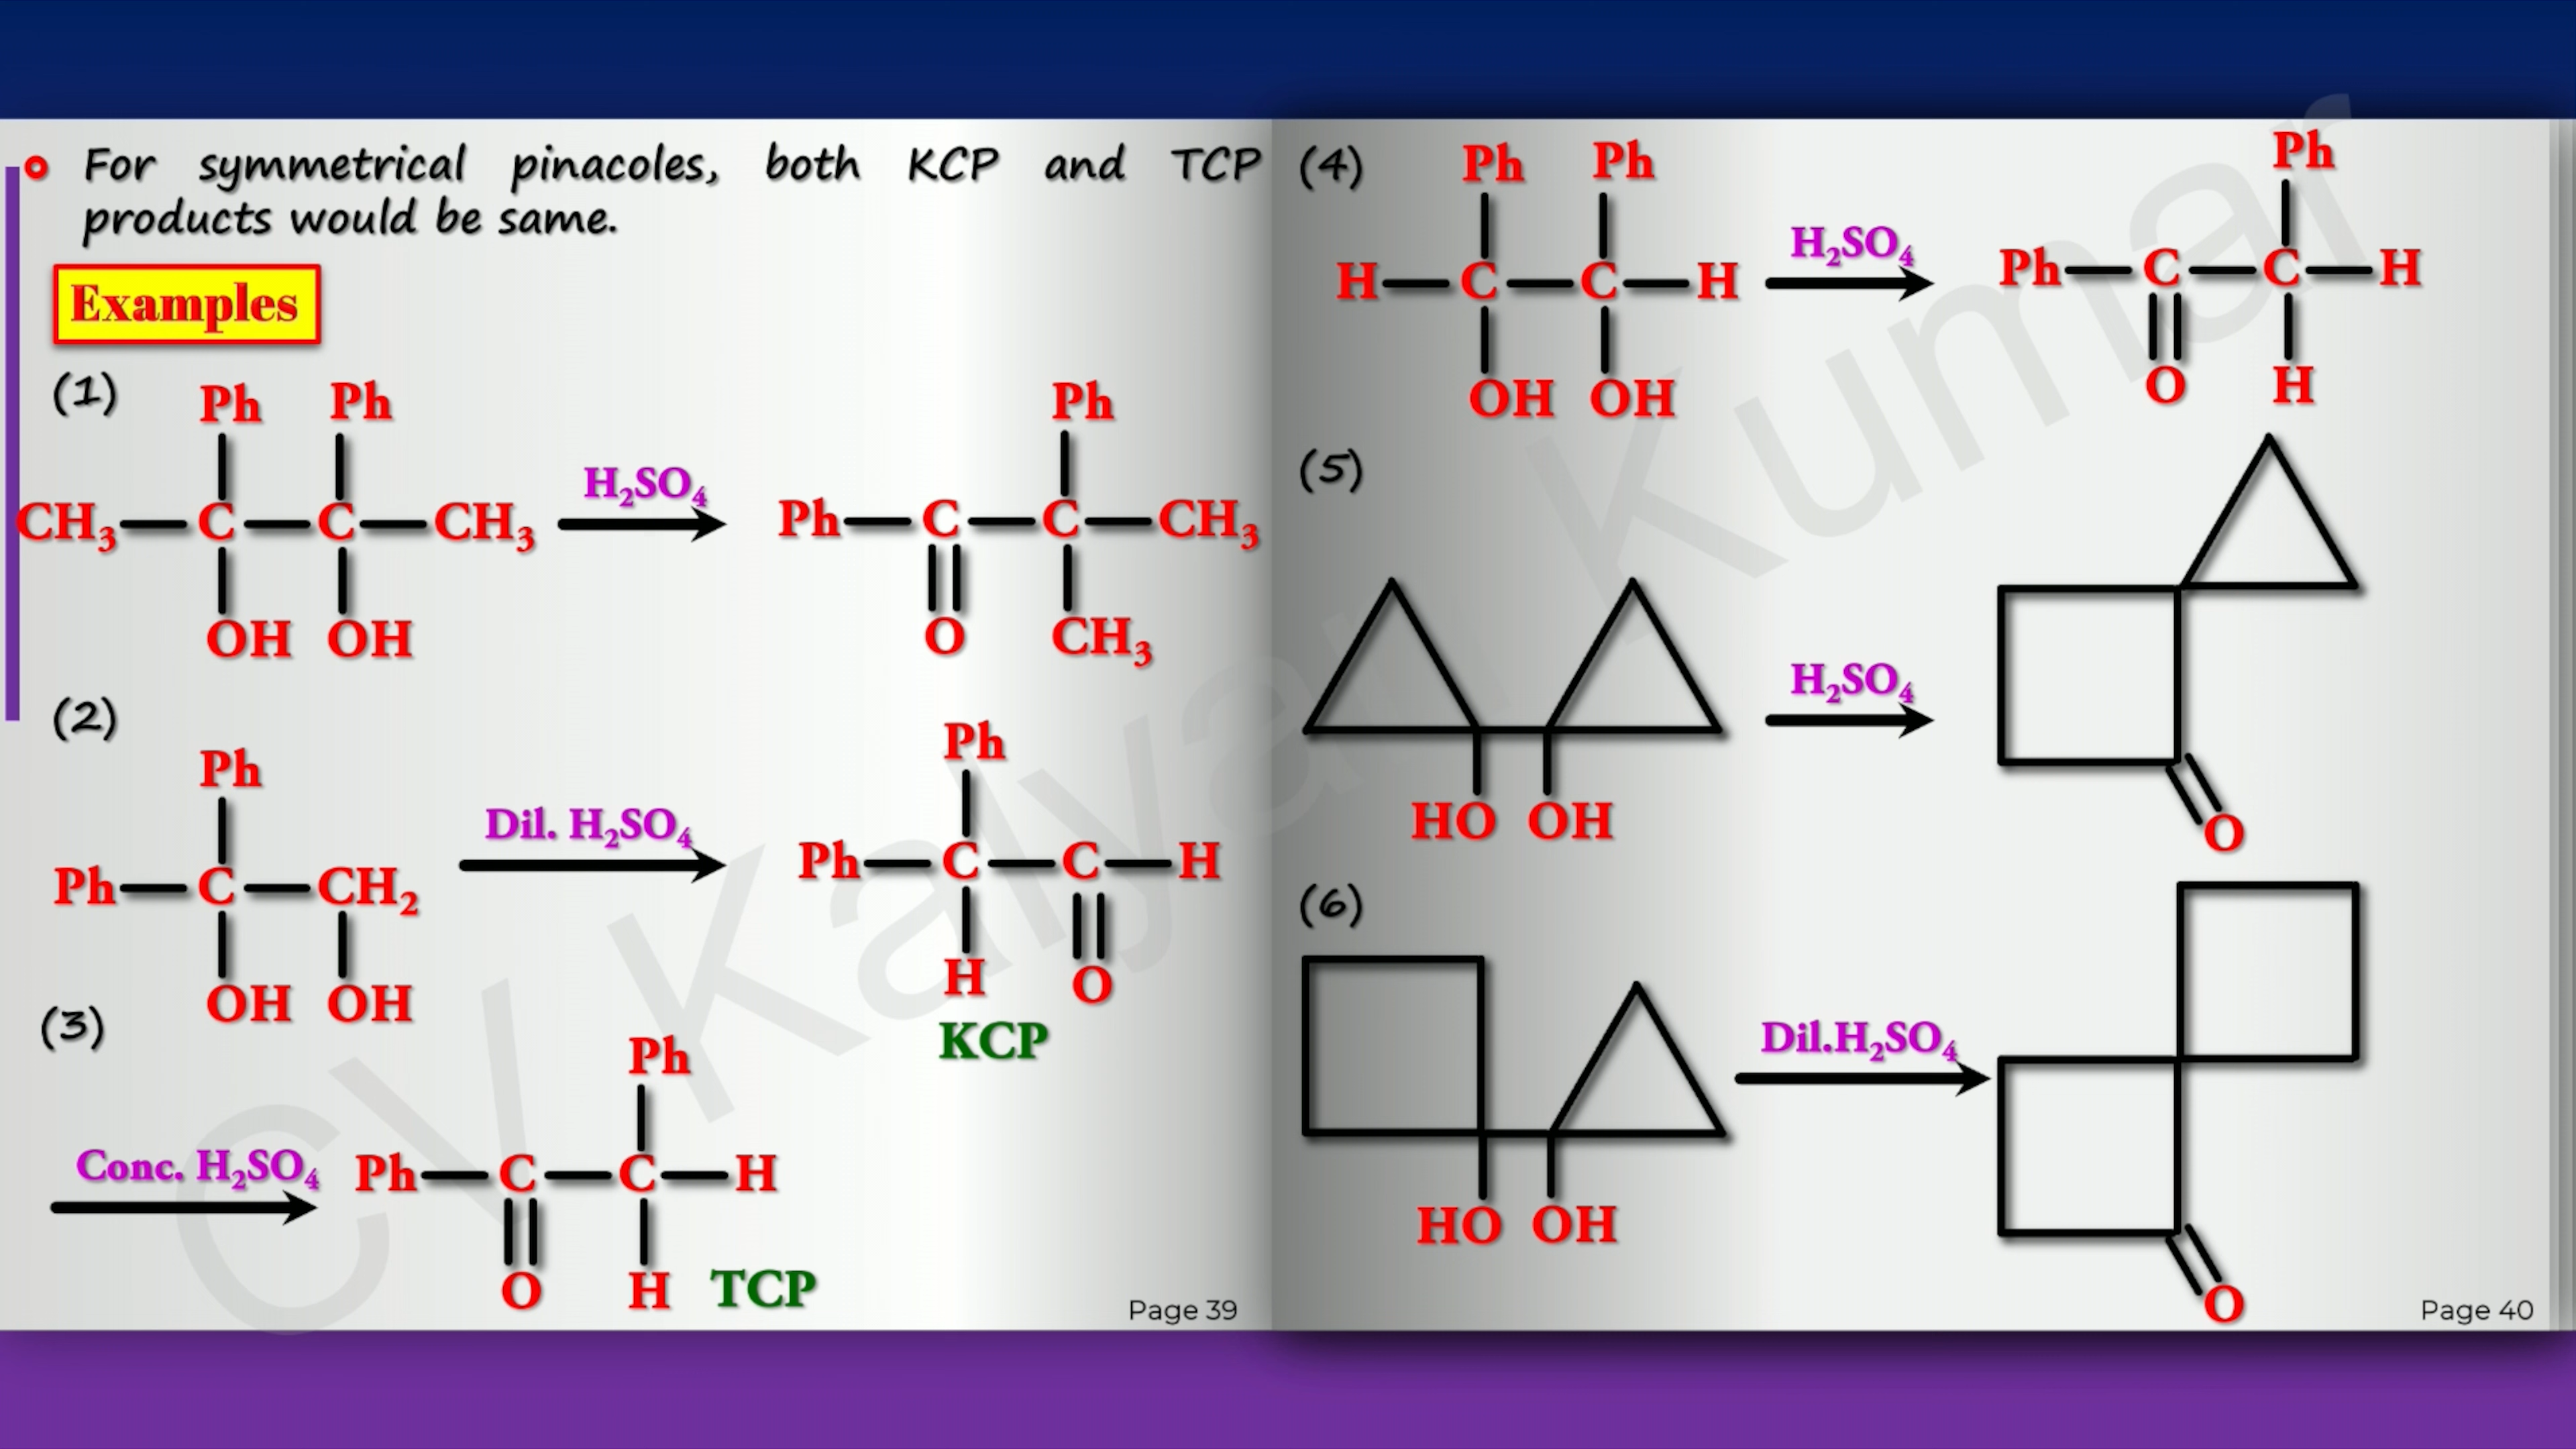 For symmetrical pinacoles, both KCP and TCP
products would be same.
Examples
(1)
Ph Ph
CH₃—C—C—CH₃
OH OH
H₂SO₄
Ph
Ph—C—C—CH₃
O CH₃
(2)
Ph
Ph—C—CH₂
OH OH
Dil. H₂SO₄
Ph
Ph—C—C—H
H O
KCP
(3)
Conc. H₂SO₄
Ph
Ph—C—C—H
O H TCP
Page 39
(4)
Ph Ph
H—C—C—H
OH OH
H₂SO₄
Ph
Ph—C—C—H
O H
(5)
HO OH
H₂SO₄
O
(6)
HO OH
Dil.H₂SO₄
O
Page 40
CV Kalyan Kumar